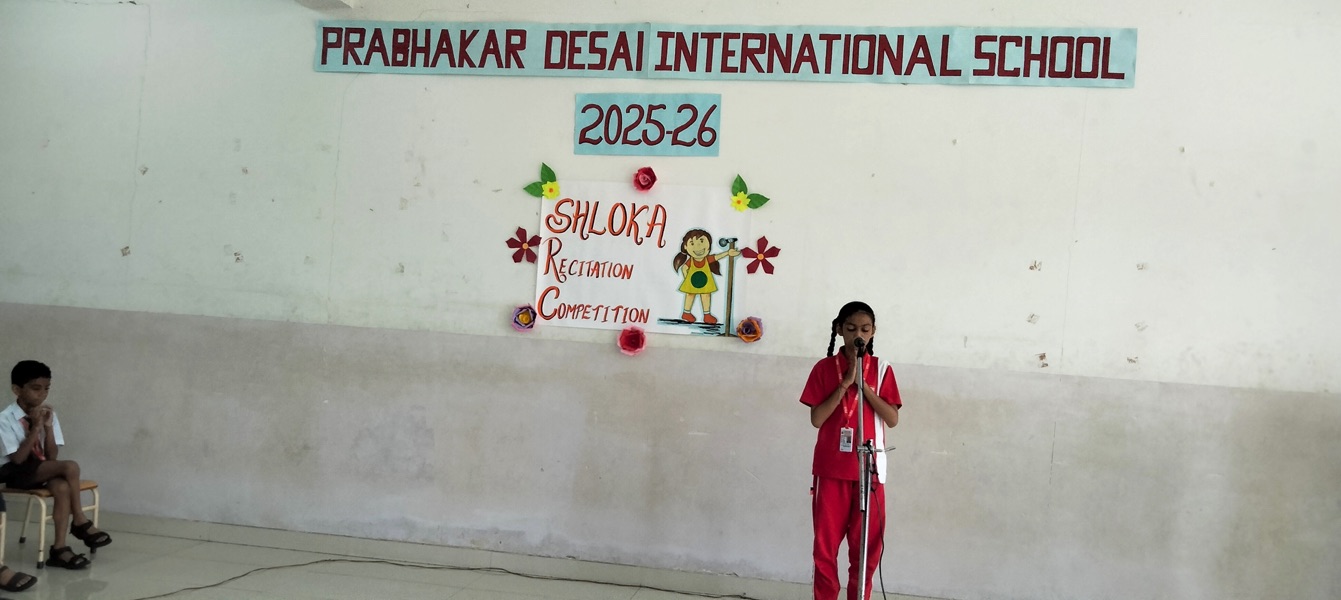 PRABHAKAR DESAI INTERNATIONAL SCHOOL
2025-26
SHLOKA
RECITATION
COMPETITION